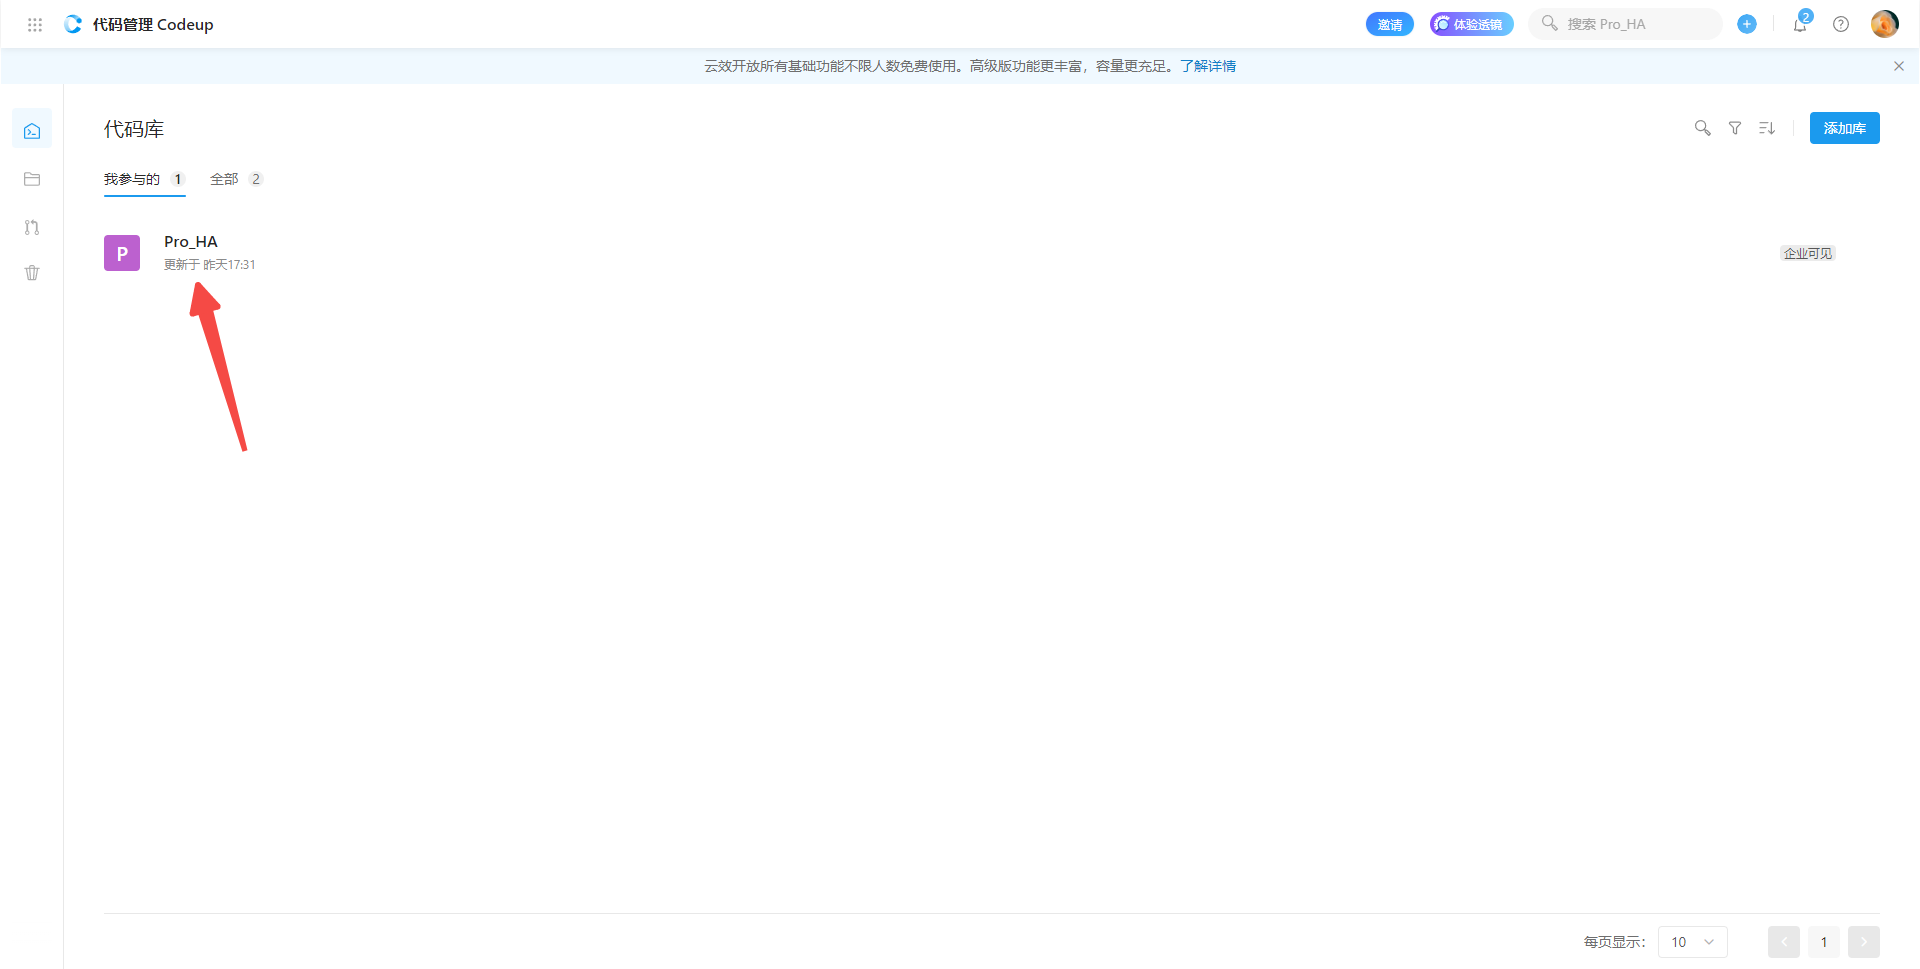 代码管理 Codeup
邀请
体验透镜
搜索 Pro_HA
2
云效开放所有基础功能不限人数免费使用。高级版功能更丰富，容量更充足。了解详情
代码库
添加库
我参与的 1 全部 2
P
Pro_HA
更新于 昨天17:31
企业可见
每页显示： 10
1